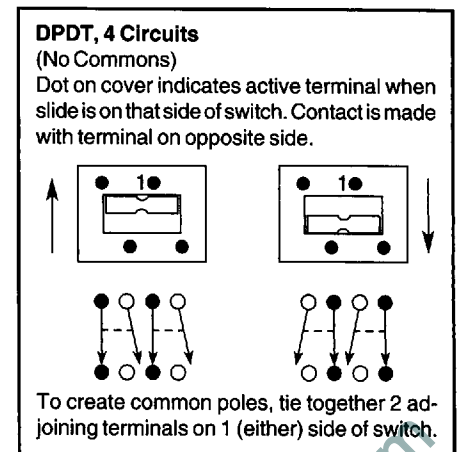 DPDT, 4 Circuits
(No Commons)
Dot on cover indicates active terminal when
slide is on that side of switch. Contact is made
with terminal on opposite side.
1 1
To create common poles, tie together 2 ad-
joining terminals on 1 (either) side of switch.